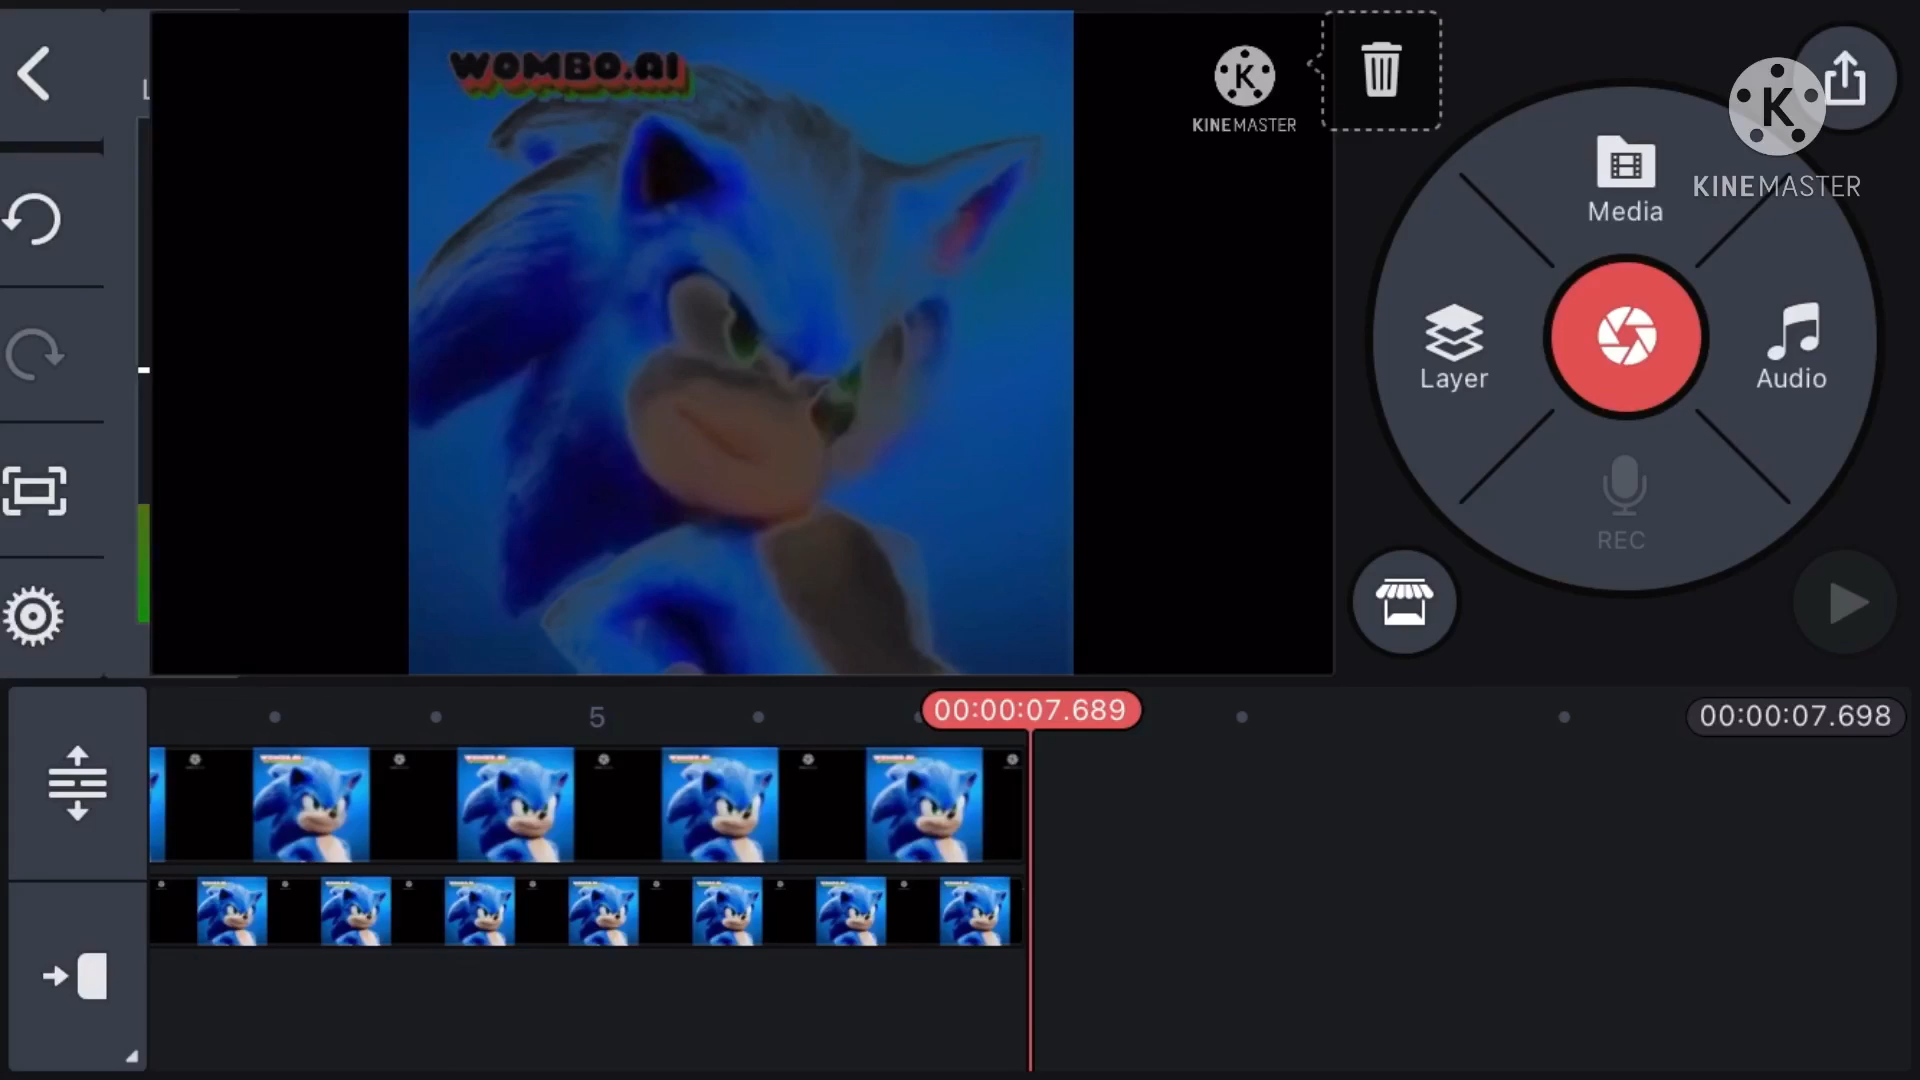 WOMBO.AI
KINEMASTER
KINEMASTER
Media
Layer
Audio
REC
5
00:00:07.689
00:00:07.698